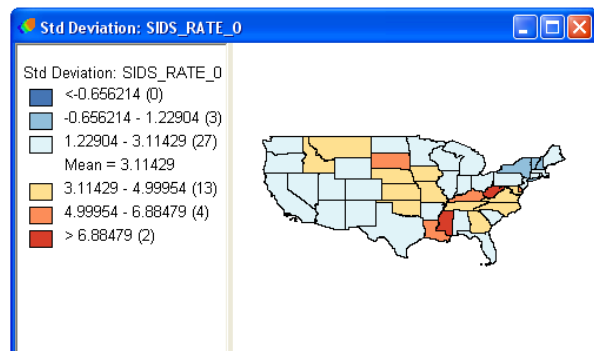 Std Deviation: SIDS_RATE_0
Std Deviation: SIDS_RATE_0
<-0.656214 (0)
-0.656214 - 1.22904 (3)
1.22904 - 3.11429 (27)
Mean = 3.11429
3.11429 - 4.99954 (13)
4.99954 - 6.88479 (4)
> 6.88479 (2)